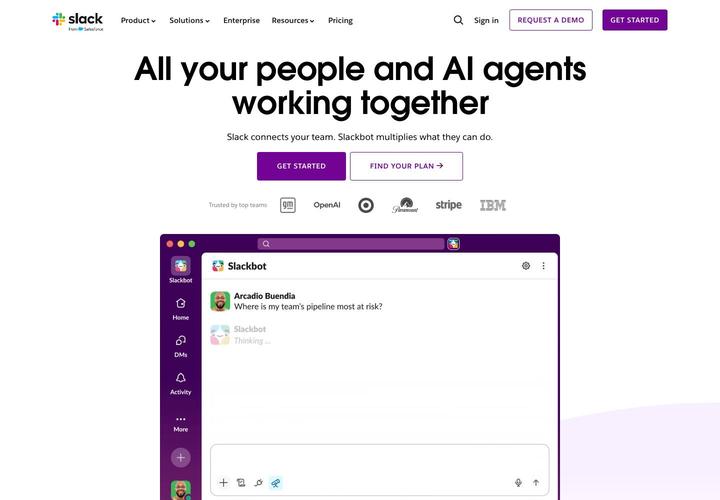 slack
from Salesforce
Product
Solutions
Enterprise
Resources
Pricing
Sign in
REQUEST A DEMO
GET STARTED
All your people and AI agents
working together
Slack connects your team. Slackbot multiplies what they can do.
GET STARTED
FIND YOUR PLAN →
Trusted by top teams
gm
OpenAI
Paramount
stripe
IBM
Slackbot
Slackbot
Arcadio Buendia
Where is my team's pipeline most at risk?
Slackbot
Thinking ...
Home
DMs
Activity
More